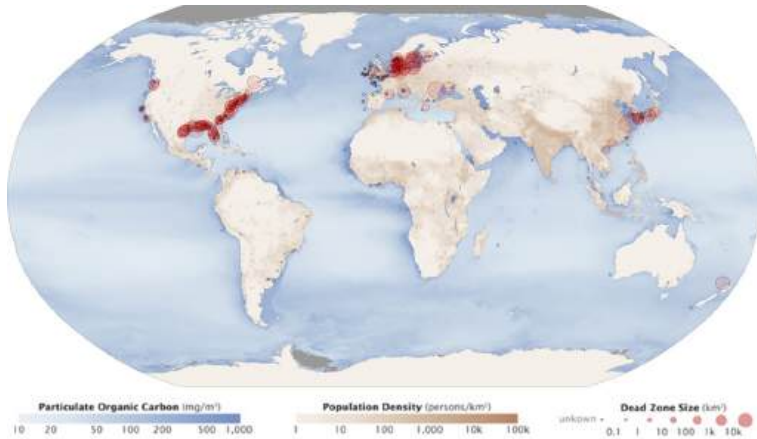 Particulate Organic Carbon (mg/m³)
10 20 50 100 200 500 1,000
Population Density (persons/km²)
1 10 100 1,000 10k 100k
Dead Zone Size (km²)
unkown 0.1 1 10 100 1k 10k